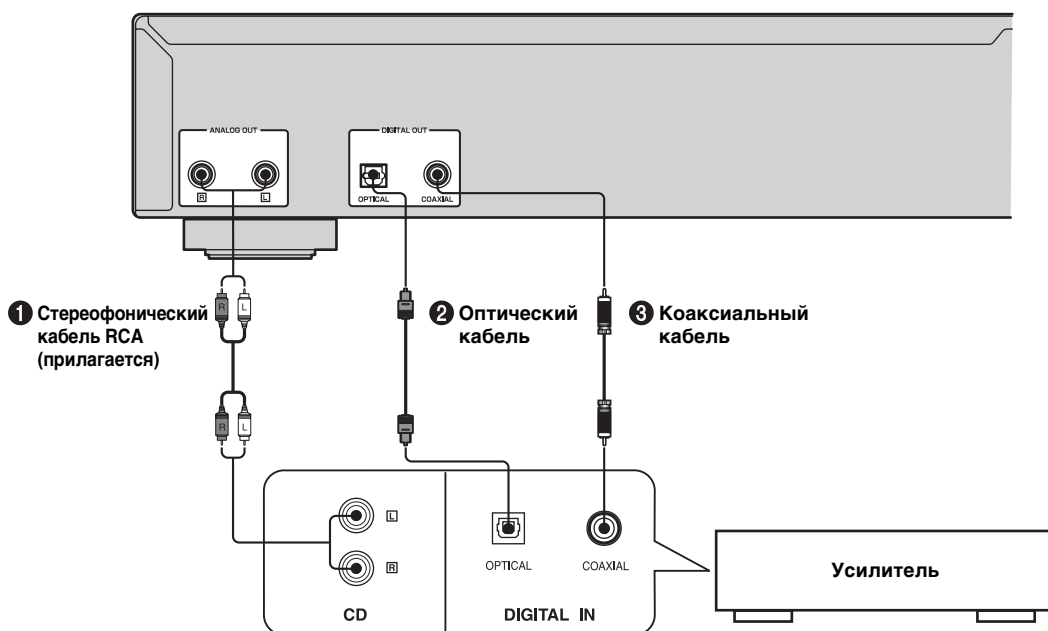 ANALOG OUT
DIGITAL OUT
R
L
OPTICAL
COAXIAL
❶ Стереофонический
кабель RCA
(прилагается)
R
L
❷ Оптический
кабель
❸ Коаксиальный
кабель
R
L
L
R
CD
OPTICAL
COAXIAL
DIGITAL IN
Усилитель